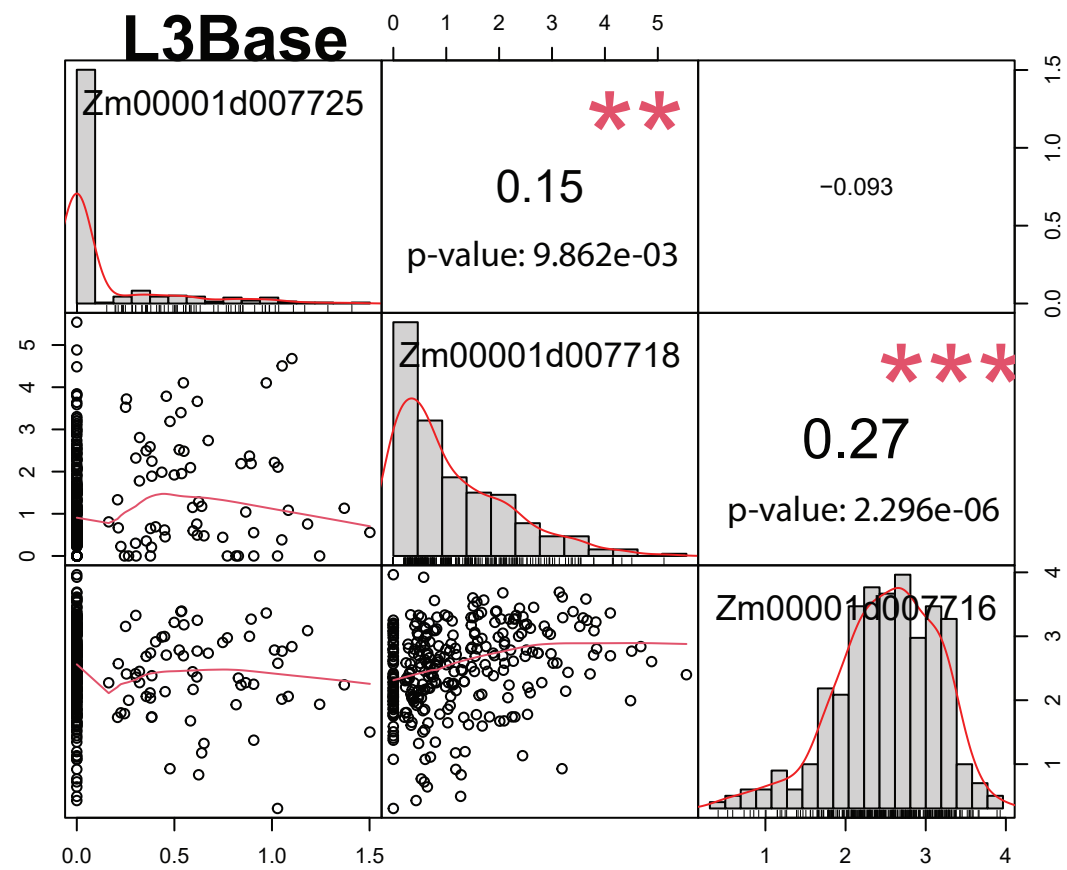 L3Base
0 1 2 3 4 5
Zm00001d007725
**
0.15
p-value: 9.862e-03
−0.093
0.0 0.5 1.0 1.5
0 1 2 3 4 5
Zm00001d007718
***
0.27
p-value: 2.296e-06
Zm00001d007716
1 2 3 4
0.0 0.5 1.0 1.5
1 2 3 4